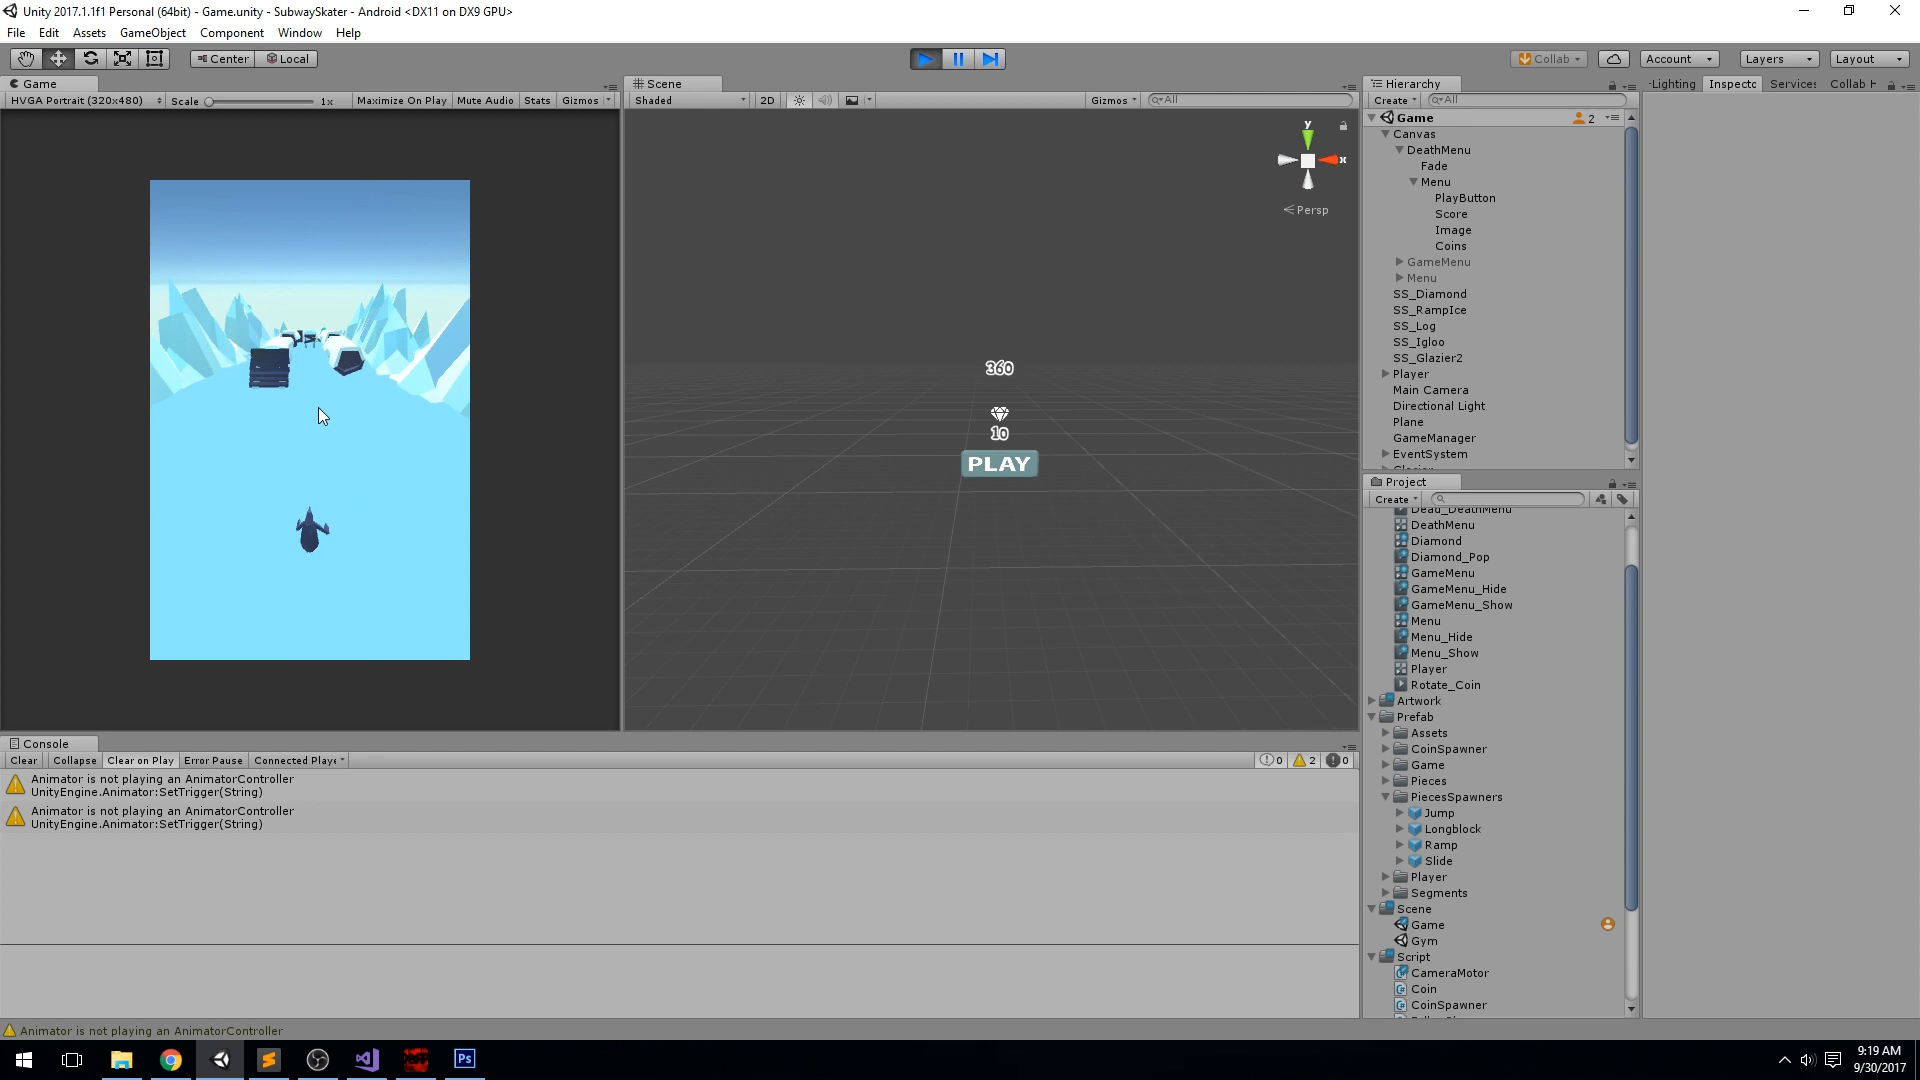 Unity 2017.1.1f1 Personal (64bit) - Game.unity - SubwaySkater - Android <DX11 on DX9 GPU>
File Edit Assets GameObject Component Window Help
Center Local Collab Account Layers Layout
Game
HVGA Portrait (320x480) Scale 1x Maximize On Play Mute Audio Stats Gizmos
Scene
Shaded 2D Gizmos All
y
x
Persp
360
10
PLAY
Hierarchy
Create All
Game 2
Canvas
DeathMenu
Fade
Menu
PlayButton
Score
Image
Coins
GameMenu
Menu
SS_Diamond
SS_RampIce
SS_Log
SS_Igloo
SS_Glazier2
Player
Main Camera
Directional Light
Plane
GameManager
EventSystem
Lighting Inspectc Services Collab H
Project
Create
Dead_DeathMenu
DeathMenu
Diamond
Diamond_Pop
GameMenu
GameMenu_Hide
GameMenu_Show
Menu
Menu_Hide
Menu_Show
Player
Rotate_Coin
Artwork
Prefab
Assets
CoinSpawner
Game
Pieces
PiecesSpawners
Jump
Longblock
Ramp
Slide
Player
Segments
Scene
Game
Gym
Script
CameraMotor
Coin
CoinSpawner
Console
Clear Collapse Clear on Play Error Pause Connected Playe 0 2 0
Animator is not playing an AnimatorController
UnityEngine.Animator:SetTrigger(String)
Animator is not playing an AnimatorController
UnityEngine.Animator:SetTrigger(String)
Animator is not playing an AnimatorController
Ps
9:19 AM
9/30/2017